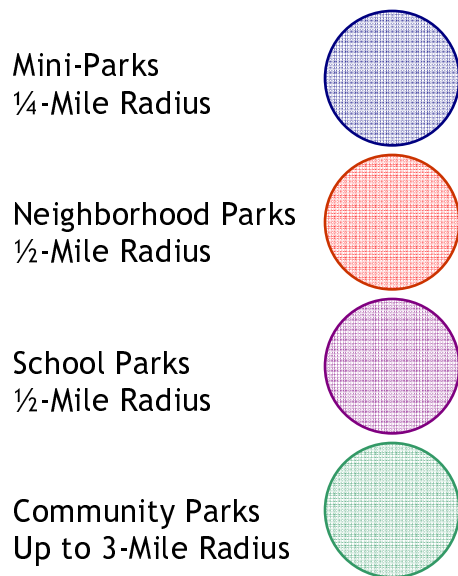 Mini-Parks
¼-Mile Radius
Neighborhood Parks
½-Mile Radius
School Parks
½-Mile Radius
Community Parks
Up to 3-Mile Radius